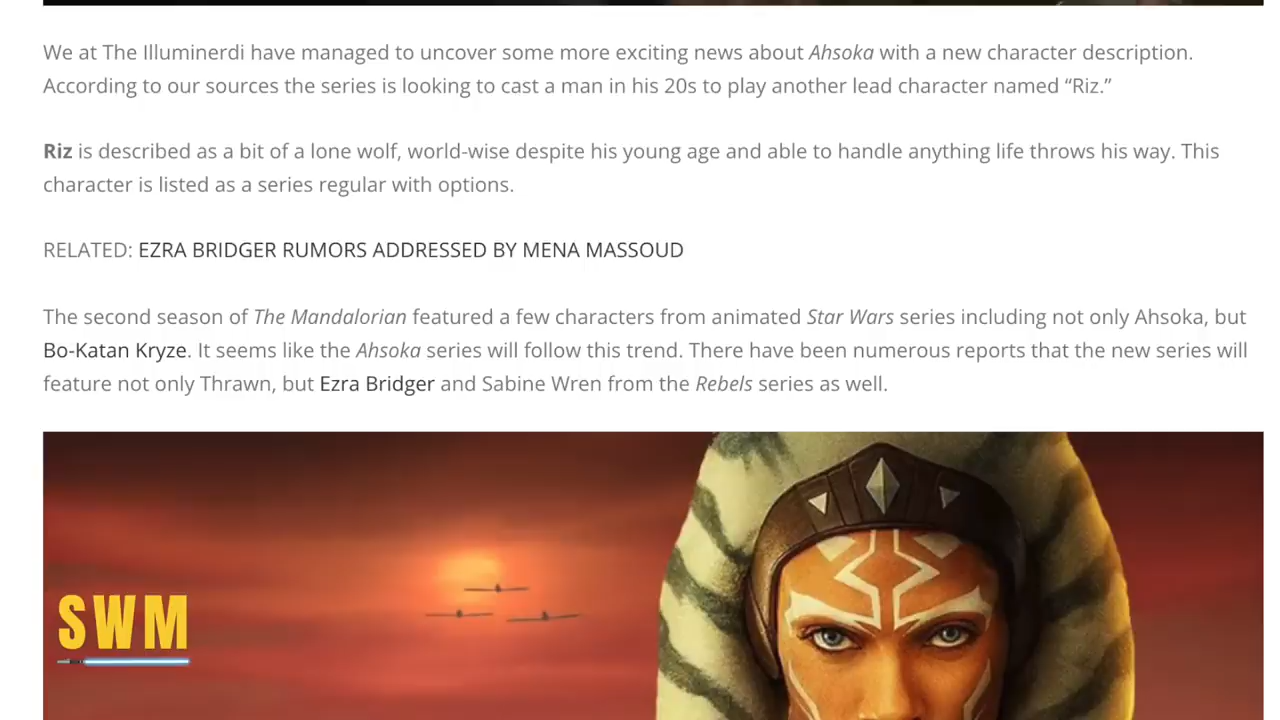 We at The Illuminerdi have managed to uncover some more exciting news about Ahsoka with a new character description.
According to our sources the series is looking to cast a man in his 20s to play another lead character named “Riz.”
Riz is described as a bit of a lone wolf, world-wise despite his young age and able to handle anything life throws his way. This
character is listed as a series regular with options.
RELATED: EZRA BRIDGER RUMORS ADDRESSED BY MENA MASSOUD
The second season of The Mandalorian featured a few characters from animated Star Wars series including not only Ahsoka, but
Bo-Katan Kryze. It seems like the Ahsoka series will follow this trend. There have been numerous reports that the new series will
feature not only Thrawn, but Ezra Bridger and Sabine Wren from the Rebels series as well.
SWM